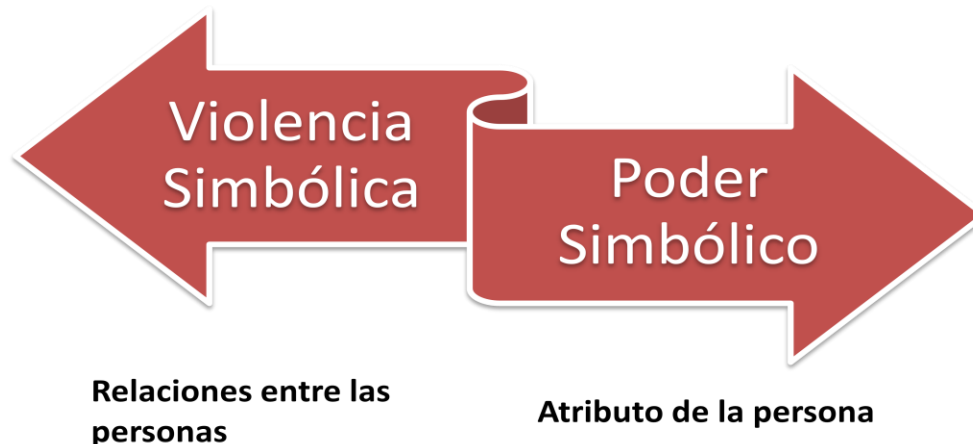 Violencia
Simbólica
Poder
Simbólico
Relaciones entre las
personas
Atributo de la persona